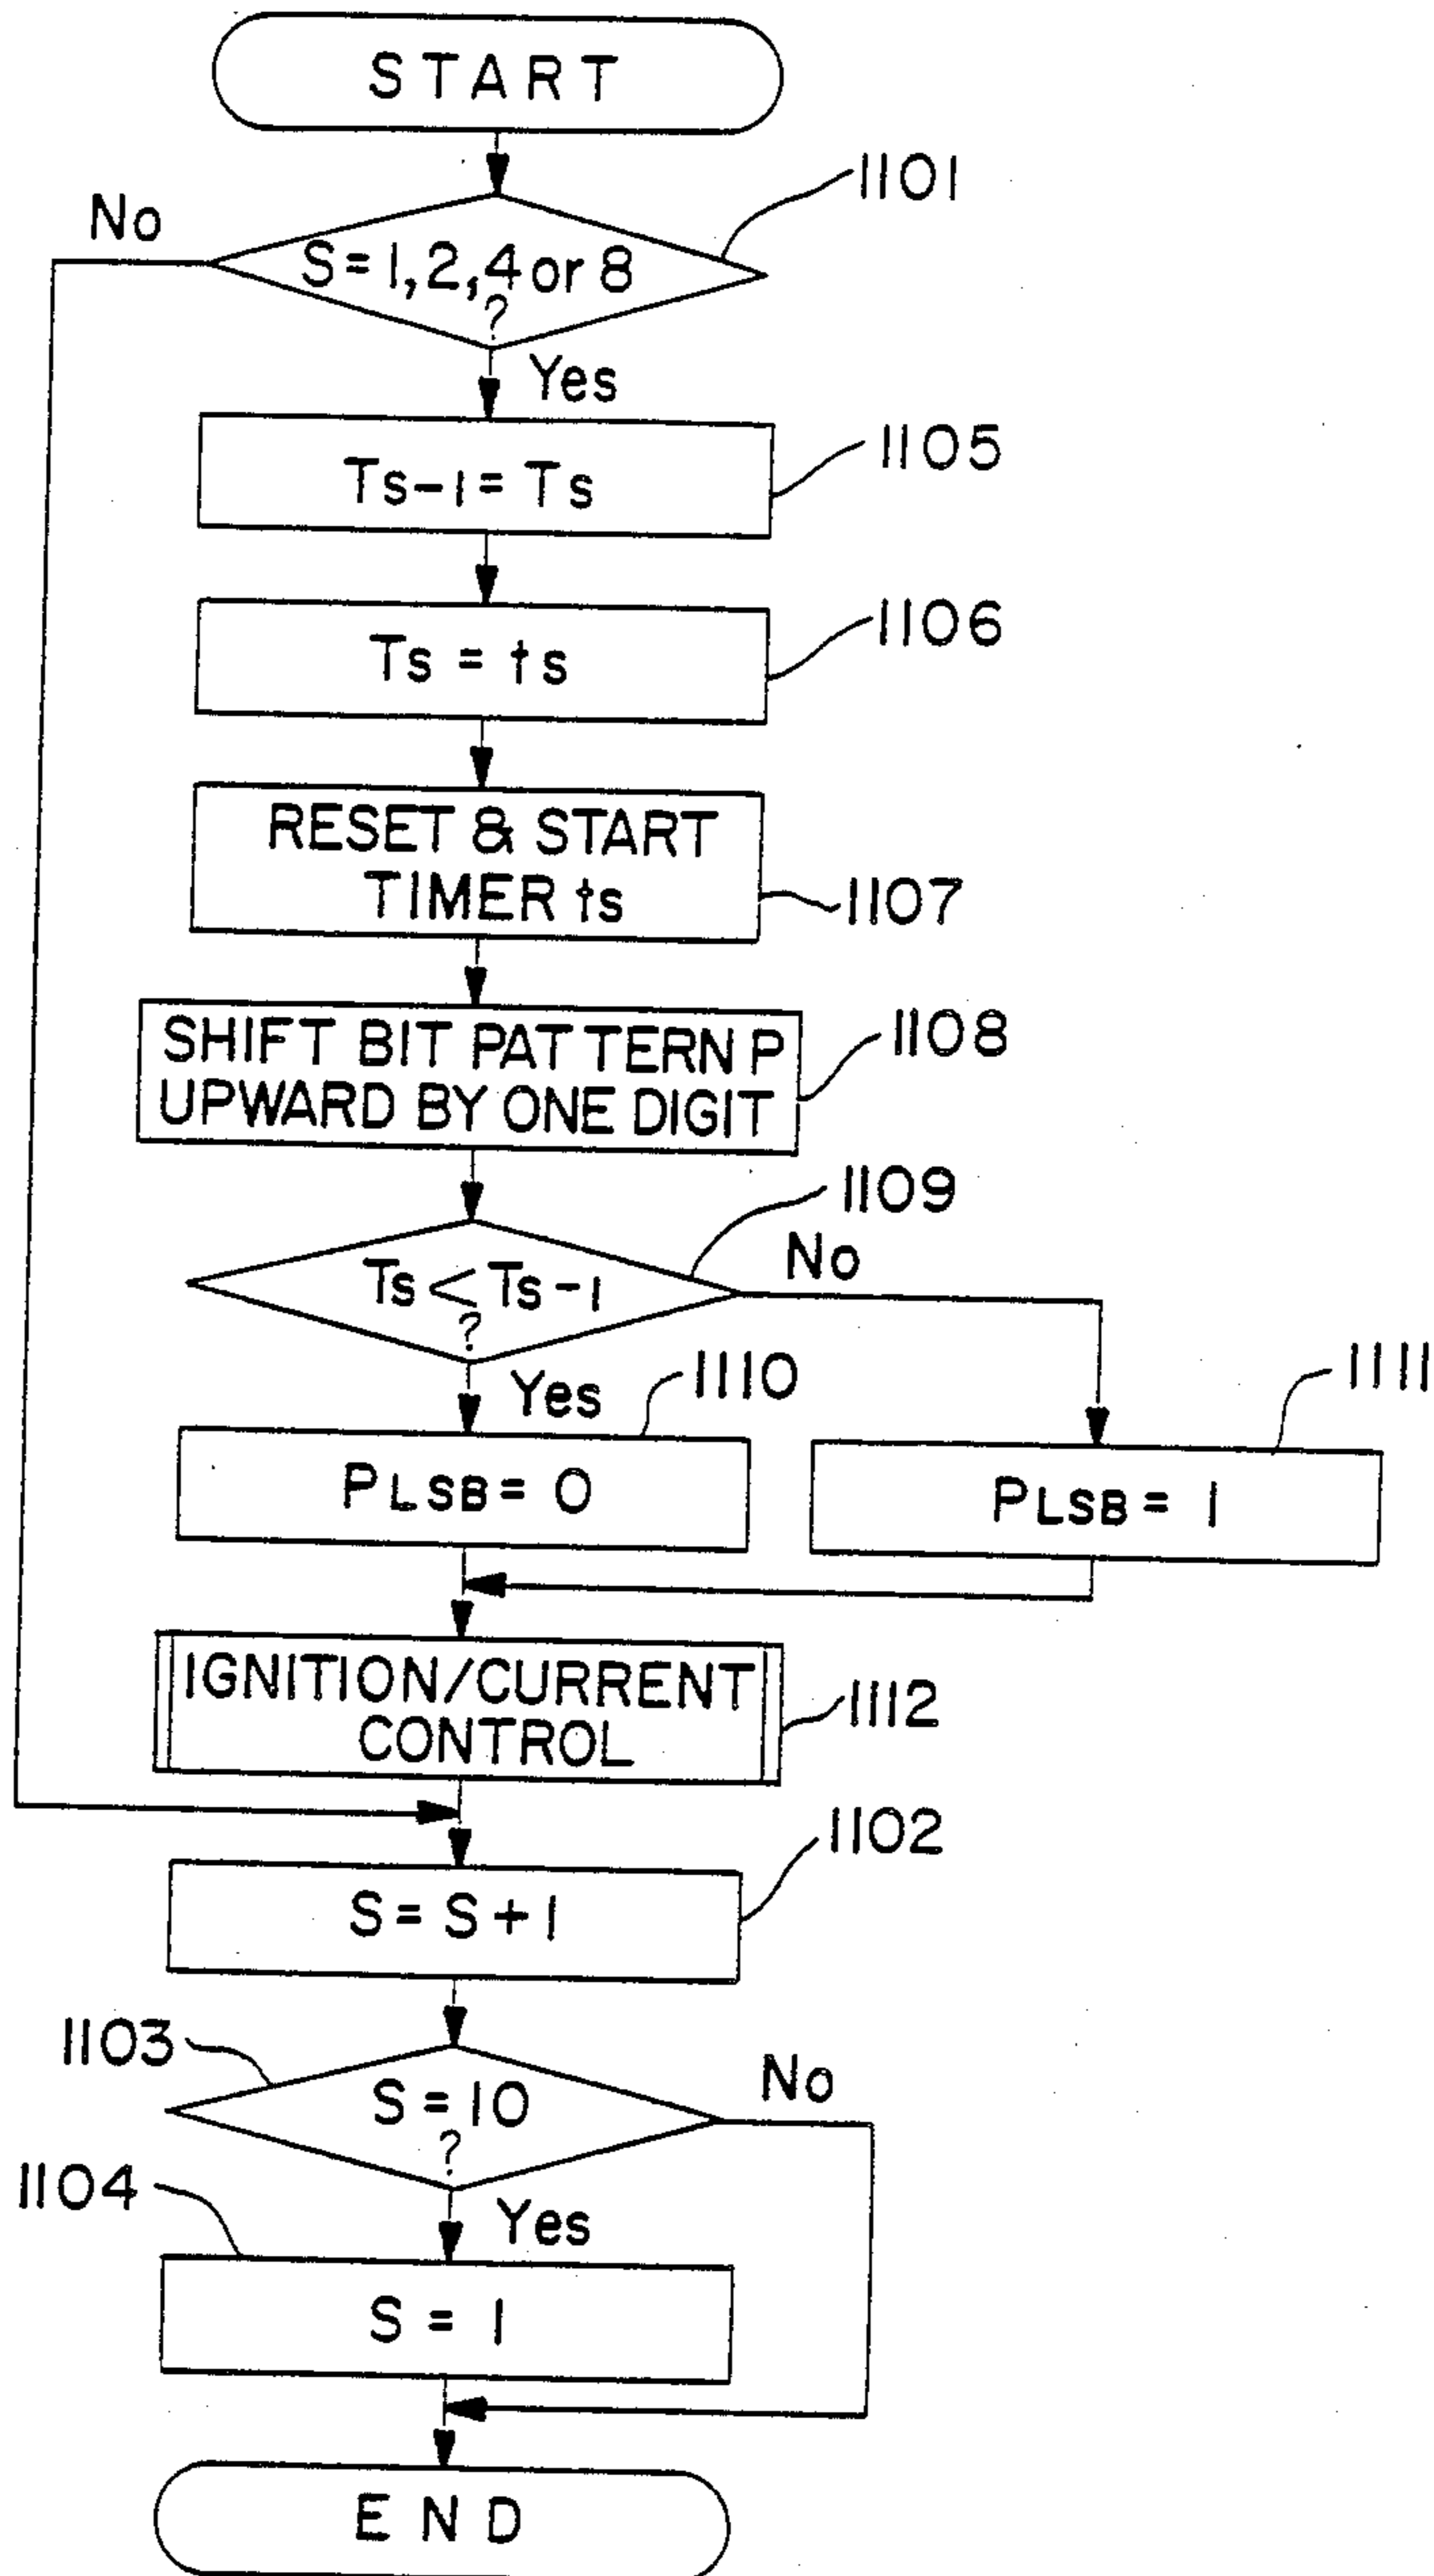 START
1101
No
S=1,2,4 or 8
?
Yes
1105
Ts-1=Ts
1106
Ts = ts
RESET & START
TIMER ts
1107
SHIFT BIT PATTERN P
UPWARD BY ONE DIGIT
1108
1109
Ts<Ts-1
?
No
Yes
1110
1111
PLSB= 0
PLSB= 1
IGNITION/CURRENT
CONTROL
1112
1102
S= S+1
1103
S=10
?
No
1104
Yes
S = 1
END